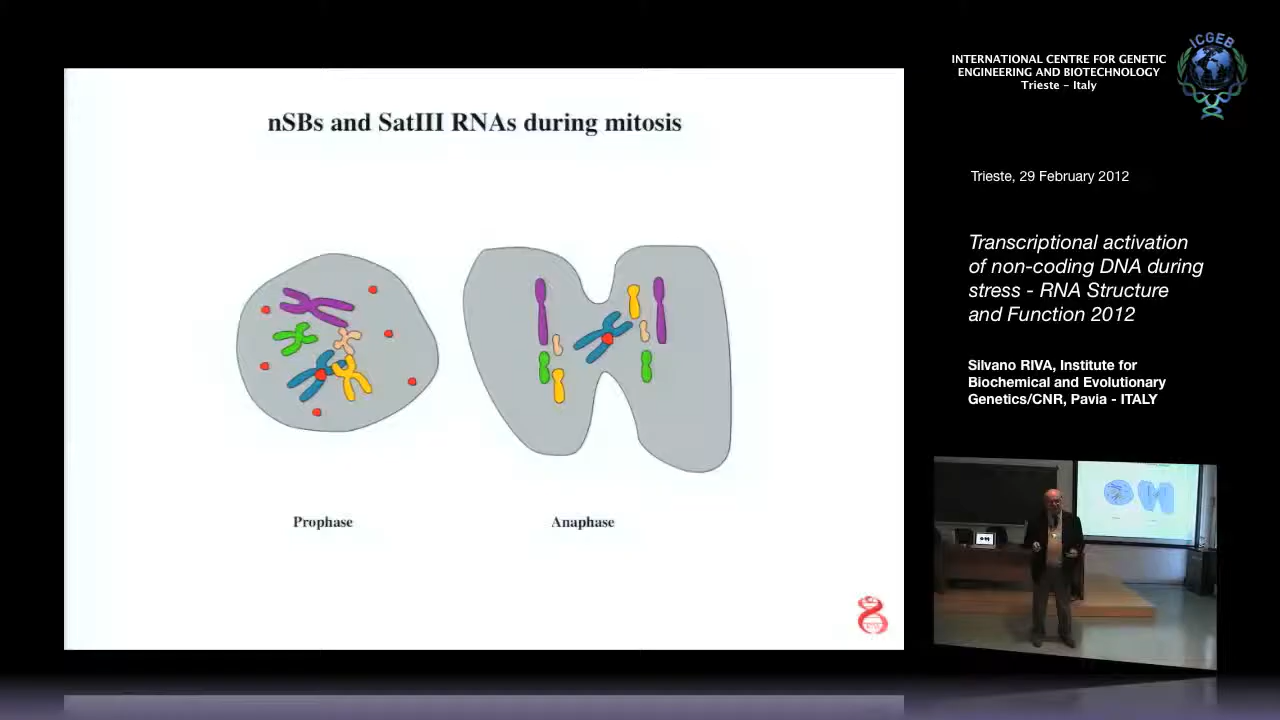 nSBs and SatIII RNAs during mitosis
Prophase
Anaphase
INTERNATIONAL CENTRE FOR GENETIC
ENGINEERING AND BIOTECHNOLOGY
Trieste – Italy
ICGEB
Trieste, 29 February 2012
Transcriptional activation
of non-coding DNA during
stress - RNA Structure
and Function 2012
Silvano RIVA, Institute for
Biochemical and Evolutionary
Genetics/CNR, Pavia - ITALY